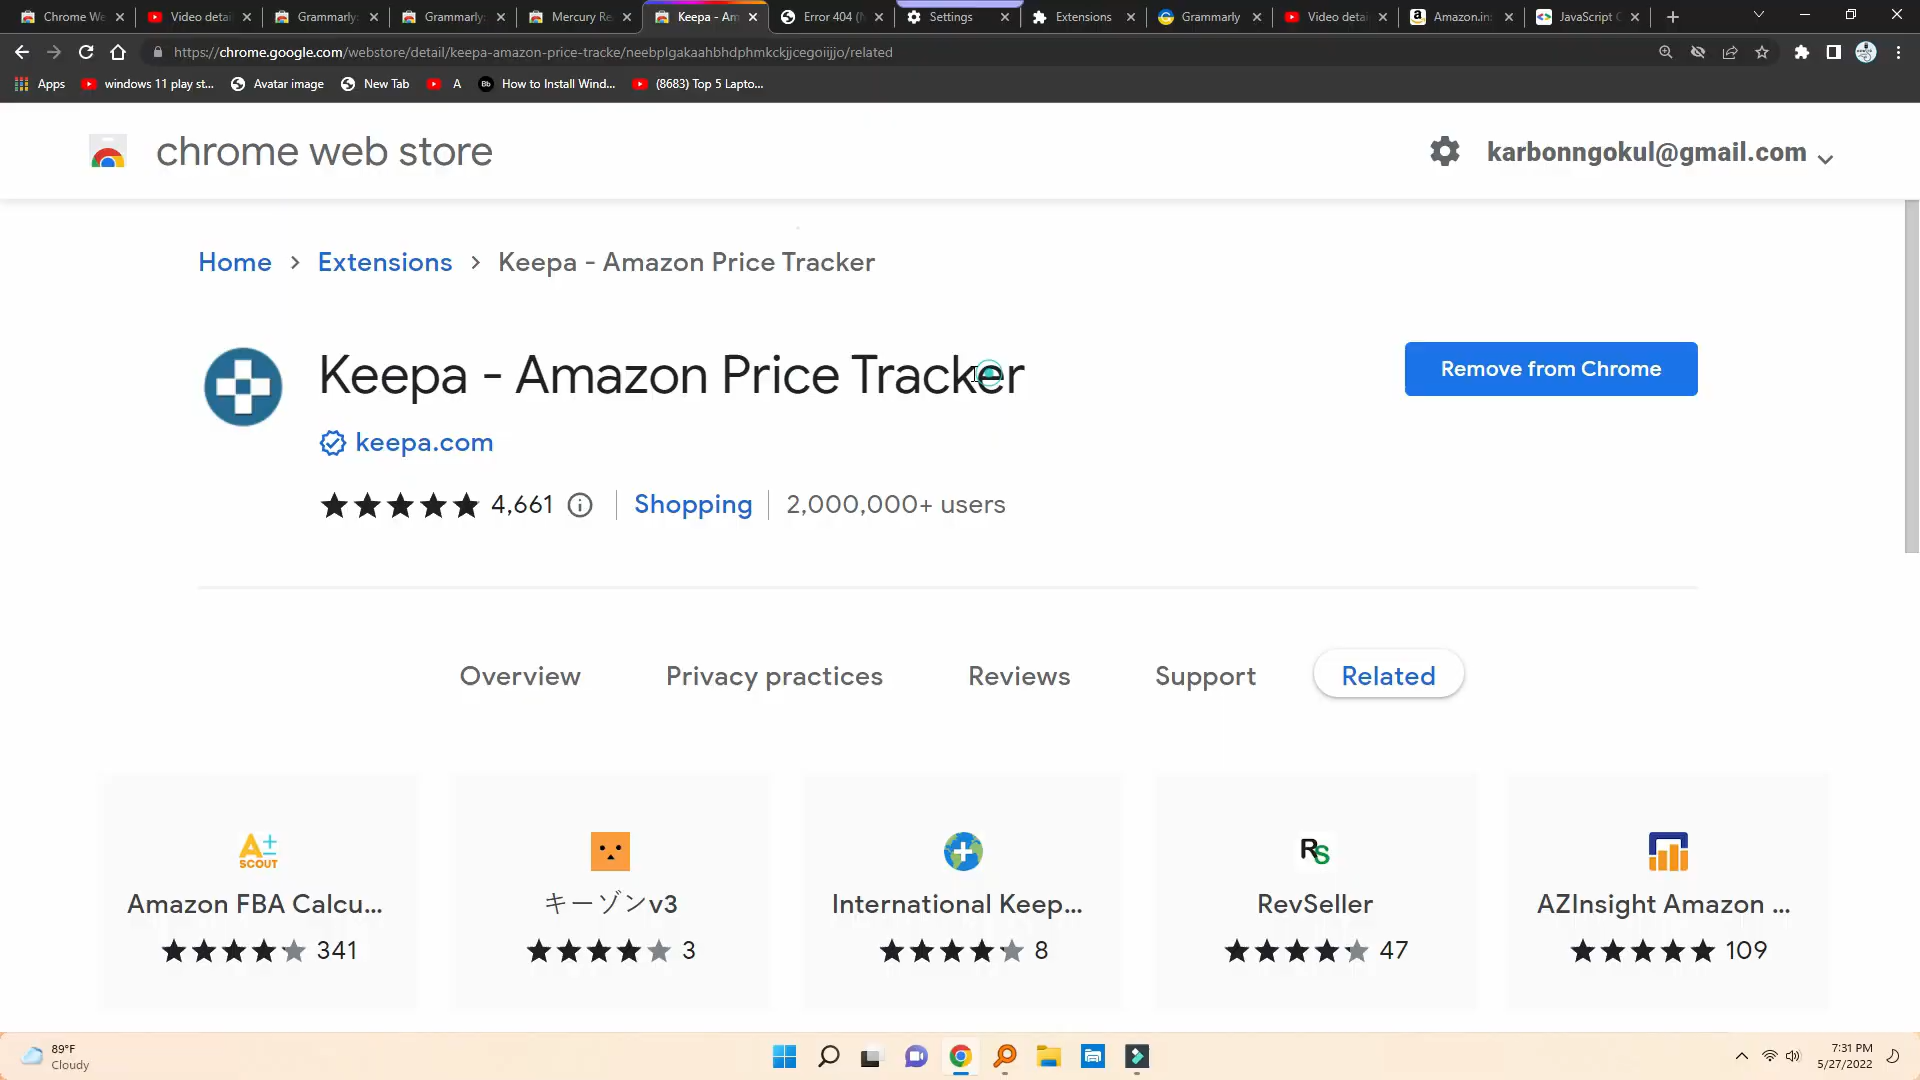 Chrome We
Video detai
Grammarly:
Grammarly:
Mercury Re
Keepa - Am
Error 404 (N
Settings
Extensions
Grammarly
Video detai
Amazon.in:
JavaScript C
https://chrome.google.com/webstore/detail/keepa-amazon-price-tracke/neebplgakaahbhdphmkckjjcegoiijjo/related
Apps
windows 11 play st...
Avatar image
New Tab
A
Bb
How to Install Wind...
(8683) Top 5 Lapto...
chrome web store
karbonngokul@gmail.com
Home > Extensions > Keepa - Amazon Price Tracker
Keepa - Amazon Price Tracker
Remove from Chrome
keepa.com
4,661
Shopping
2,000,000+ users
Overview
Privacy practices
Reviews
Support
Related
A±
SCOUT
RS
Amazon FBA Calcu...
キーゾンv3
International Keep...
RevSeller
AZInsight Amazon ...
341
3
8
47
109
89°F
Cloudy
7:31 PM
5/27/2022